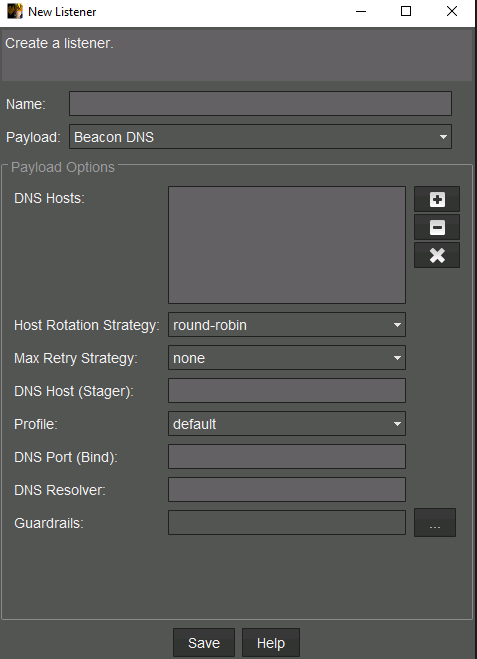 New Listener
Create a listener.
Name:
Payload: Beacon DNS
Payload Options
DNS Hosts:
Host Rotation Strategy: round-robin
Max Retry Strategy: none
DNS Host (Stager):
Profile: default
DNS Port (Bind):
DNS Resolver:
Guardrails: ...
Save Help